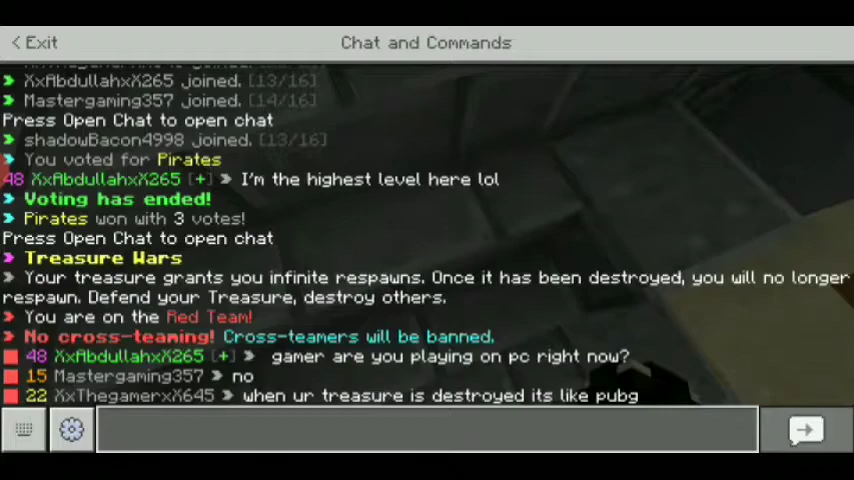 < Exit
Chat and Commands
XxAbdullahxX265 joined. [13/16]
Mastergaming357 joined. [14/16]
Press Open Chat to open chat
shadowBacon4998 joined. [13/16]
You voted for Pirates
48 XxAbdullahxX265 [+] » I'm the highest level here lol
Voting has ended!
Pirates won with 3 votes!
Press Open Chat to open chat
Treasure Wars
Your treasure grants you infinite respawns. Once it has been destroyed, you will no longer
respawn. Defend your Treasure, destroy others.
You are on the Red Team!
No cross-teaming! Cross-teamers will be banned.
48 XxAbdullahxX265 [+] » gamer are you playing on pc right now?
15 Mastergaming357 » no
22 XxThegamerxX645 » when ur treasure is destroyed its like pubg